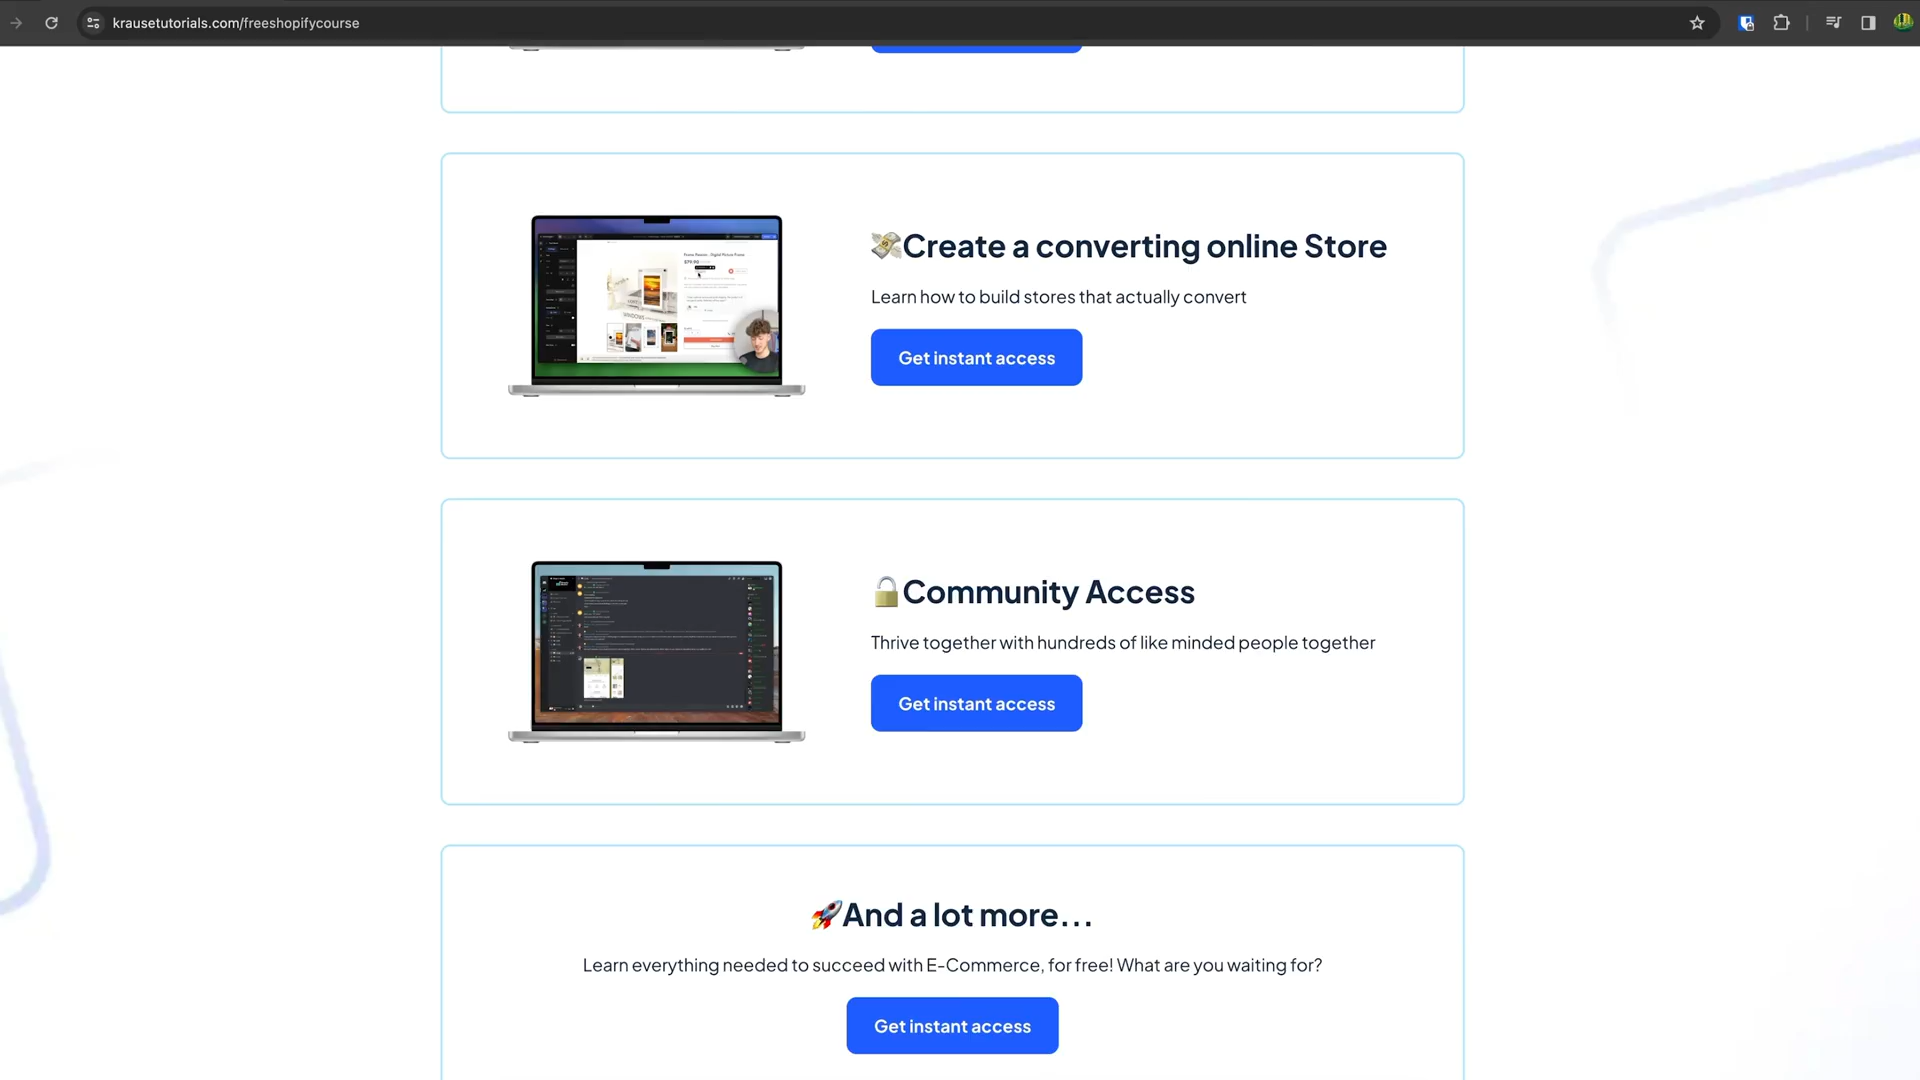 krausetutorials.com/freeshopifycourse
Create a converting online Store
Learn how to build stores that actually convert
Get instant access
Community Access
Thrive together with hundreds of like minded people together
Get instant access
And a lot more...
Learn everything needed to succeed with E-Commerce, for free! What are you waiting for?
Get instant access